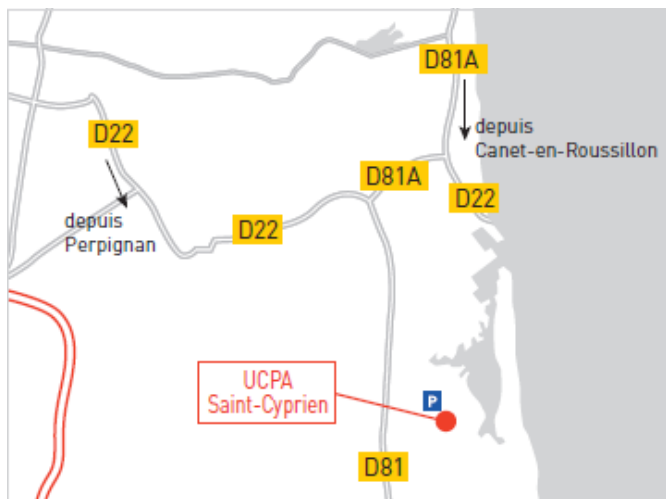 D81A
depuis
Canet-en-Roussillon
D22
D81A
D22
depuis
Perpignan
D22
UCPA
Saint-Cyprien
P
D81